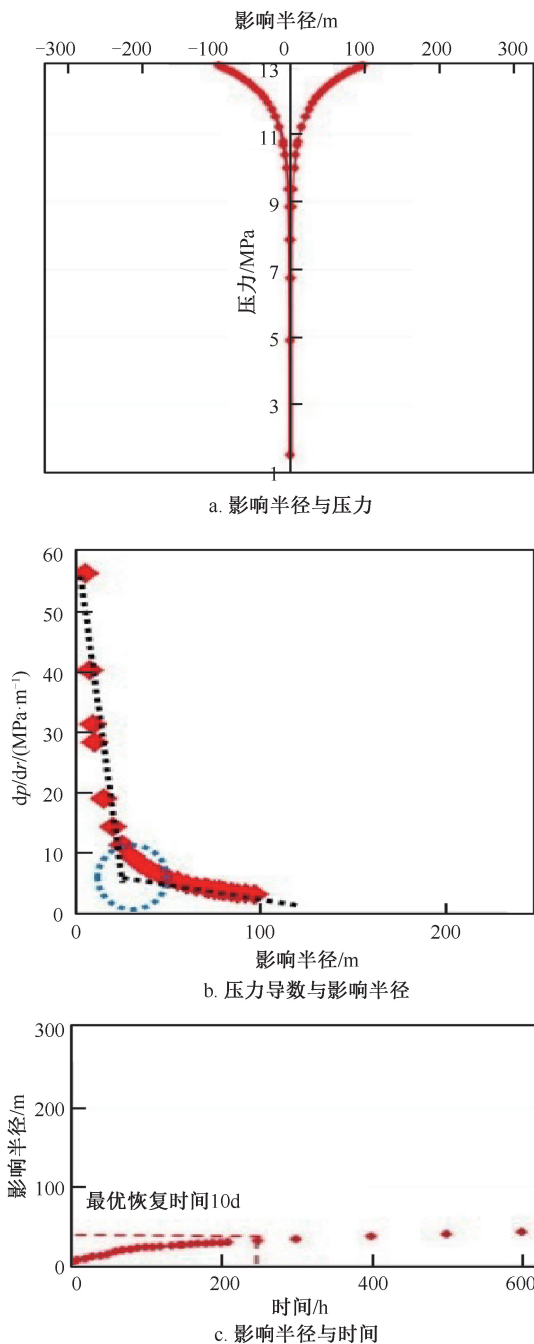 影响半径/m
-300 -200 -100 0 100 200 300
13
11
9
7
5
3
1
压力/MPa
a. 影响半径与压力
60
50
40
30
20
10
0
dp/dr/(MPa·m⁻¹)
0 100 200
影响半径/m
b. 压力导数与影响半径
300
200
100
0
影响半径/m
最优恢复时间10d
0 200 400 600
时间/h
c. 影响半径与时间